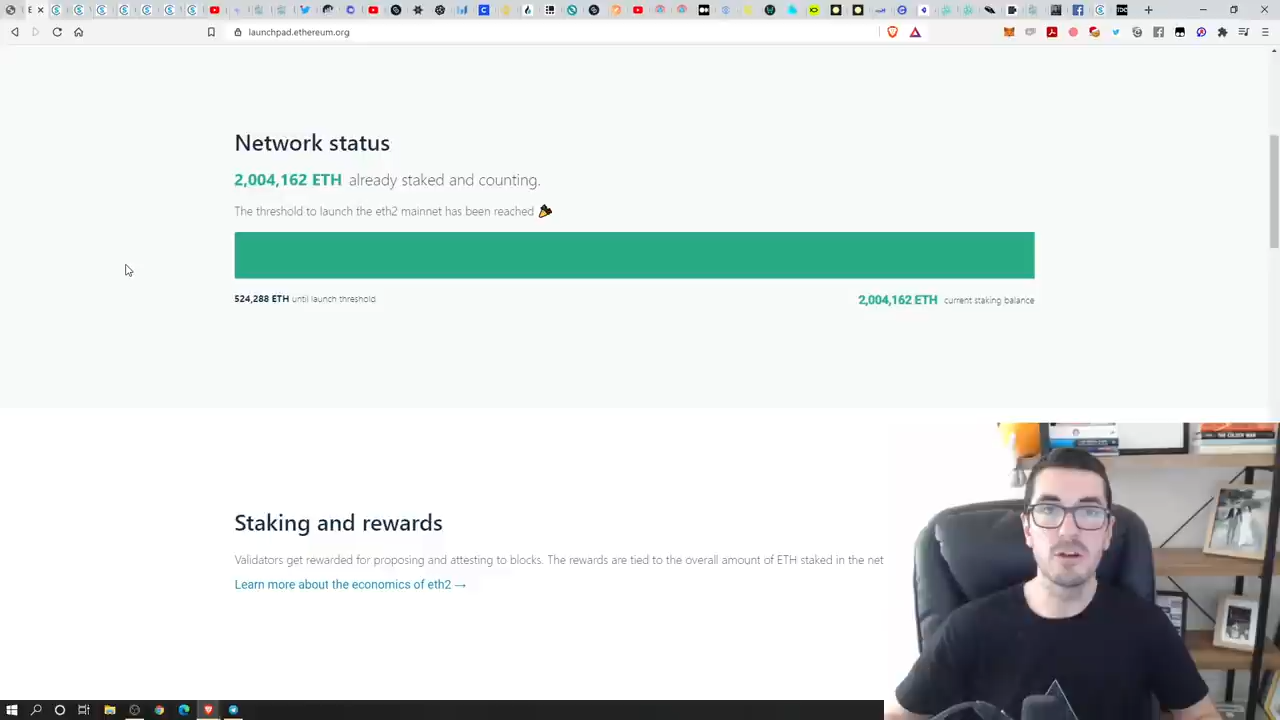 launchpad.ethereum.org
Network status
2,004,162 ETH already staked and counting.
The threshold to launch the eth2 mainnet has been reached
524,288 ETH until launch threshold
2,004,162 ETH current staking balance
Staking and rewards
Validators get rewarded for proposing and attesting to blocks. The rewards are tied to the overall amount of ETH staked in the net
Learn more about the economics of eth2 →